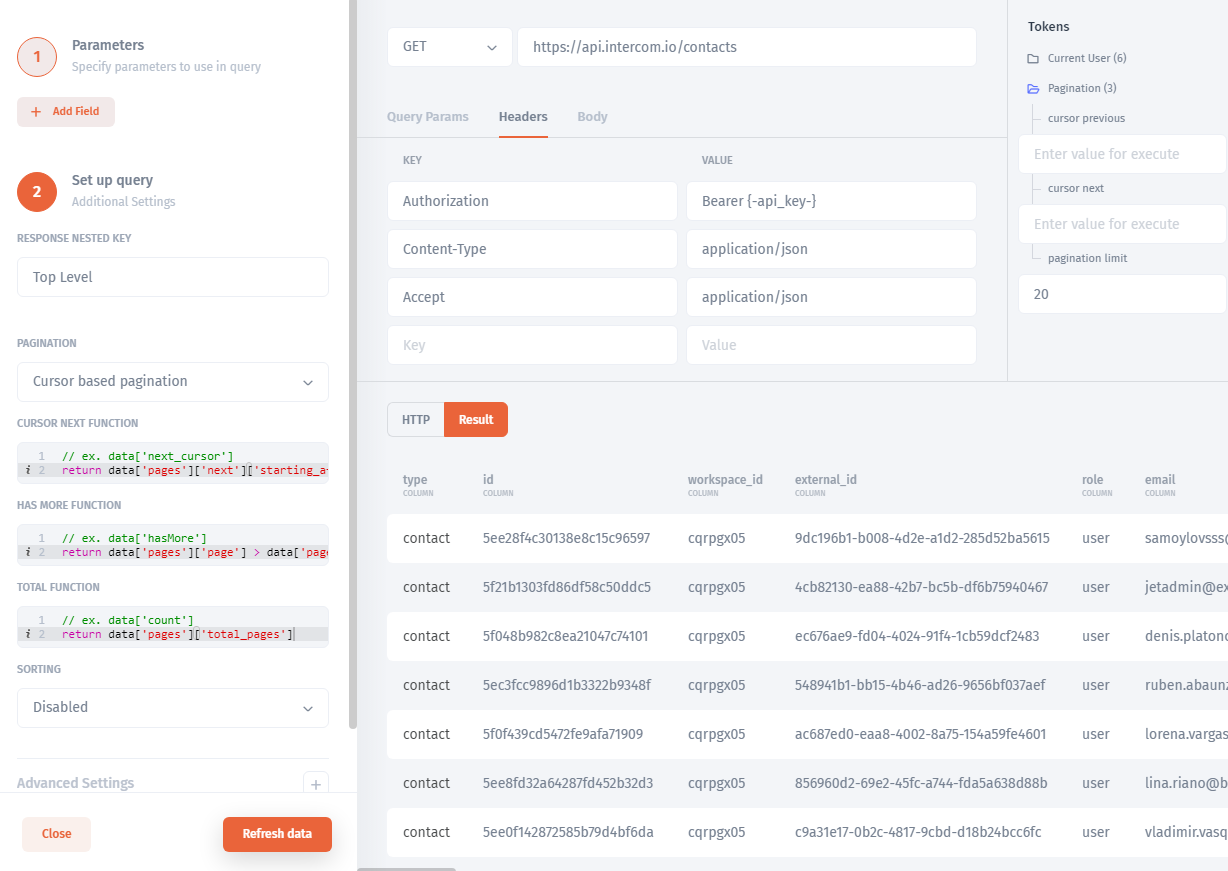 1
Parameters
Specify parameters to use in query
+ Add Field
2
Set up query
Additional Settings
RESPONSE NESTED KEY
Top Level
PAGINATION
Cursor based pagination
CURSOR NEXT FUNCTION
1 // ex. data['next_cursor']
i 2 return data['pages']['next']['starting_a
HAS MORE FUNCTION
1 // ex. data['hasMore']
i 2 return data['pages']['page'] > data['page
TOTAL FUNCTION
1 // ex. data['count']
i 2 return data['pages']['total_pages']
SORTING
Disabled
Advanced Settings +
Close Refresh data
GET https://api.intercom.io/contacts
Query Params Headers Body
KEY VALUE
Authorization Bearer {-api_key-}
Content-Type application/json
Accept application/json
Key Value
Tokens
Current User (6)
Pagination (3)
cursor previous
Enter value for execute
cursor next
Enter value for execute
pagination limit
20
HTTP Result
type id workspace_id external_id role email
COLUMN COLUMN COLUMN COLUMN COLUMN COLUMN
contact 5ee28f4c30138e8c15c96597 cqrpgx05 9dc196b1-b008-4d2e-a1d2-285d52ba5615 user samoylovsss@
contact 5f21b1303fd86df58c50ddc5 cqrpgx05 4cb82130-ea88-42b7-bc5b-df6b75940467 user jetadmin@ex
contact 5f048b982c8ea21047c74101 cqrpgx05 ec676ae9-fd04-4024-91f4-1cb59dcf2483 user denis.platono
contact 5ec3fcc9896d1b3322b9348f cqrpgx05 548941b1-bb15-4b46-ad26-9656bf037aef user ruben.abaunz
contact 5f0f439cd5472fe9afa71909 cqrpgx05 ac687ed0-eaa8-4002-8a75-154a59fe4601 user lorena.vargas
contact 5ee8fd32a64287fd452b32d3 cqrpgx05 856960d2-69e2-45fc-a744-fda5a638d88b user lina.riano@b
contact 5ee0f142872585b79d4bf6da cqrpgx05 c9a31e17-0b2c-4817-9cbd-d18b24bcc6fc user vladimir.vasq